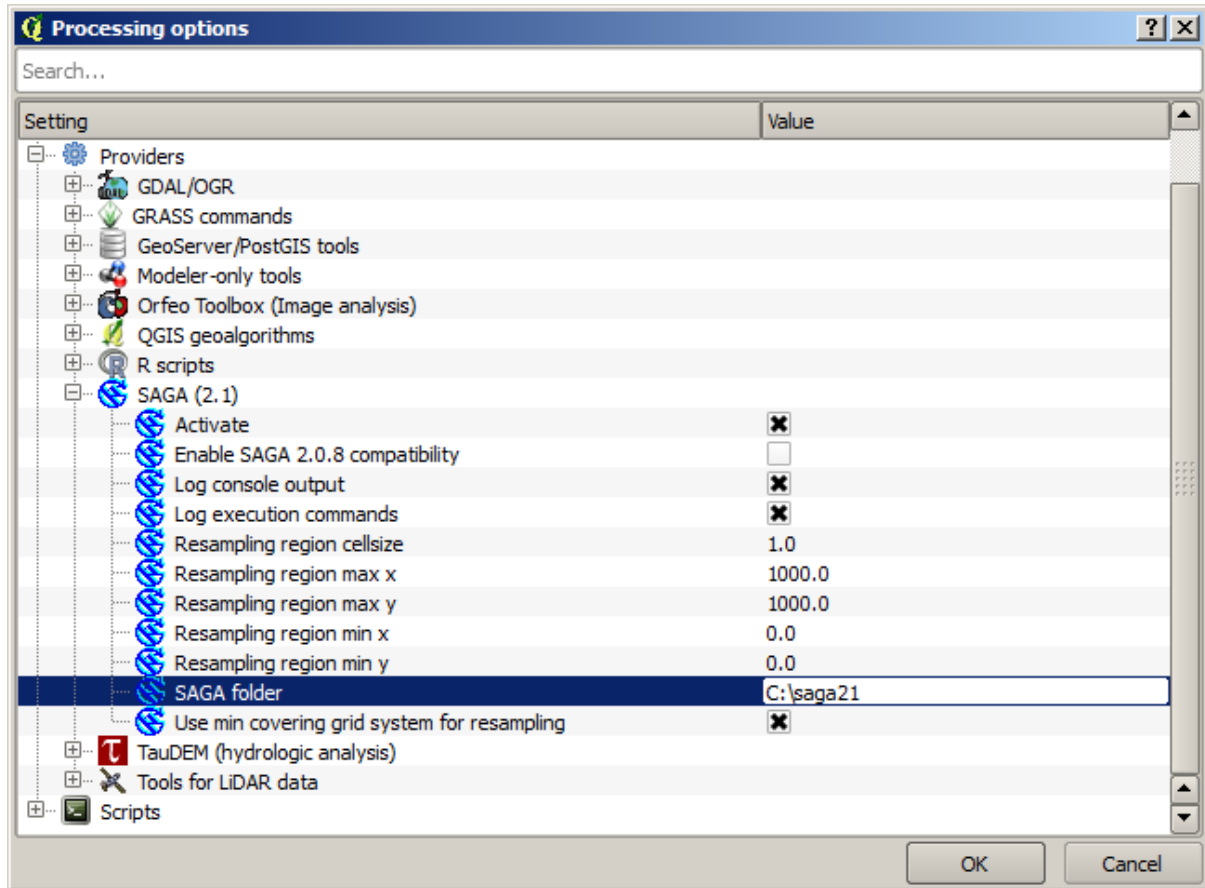 Processing options
Search...
Setting Value
Providers
GDAL/OGR
GRASS commands
GeoServer/PostGIS tools
Modeler-only tools
Orfeo Toolbox (Image analysis)
QGIS geoalgorithms
R scripts
SAGA (2.1)
Activate
Enable SAGA 2.0.8 compatibility
Log console output
Log execution commands
Resampling region cellsize 1.0
Resampling region max x 1000.0
Resampling region max y 1000.0
Resampling region min x 0.0
Resampling region min y 0.0
SAGA folder C:\saga21
Use min covering grid system for resampling
TauDEM (hydrologic analysis)
Tools for LiDAR data
Scripts
OK Cancel